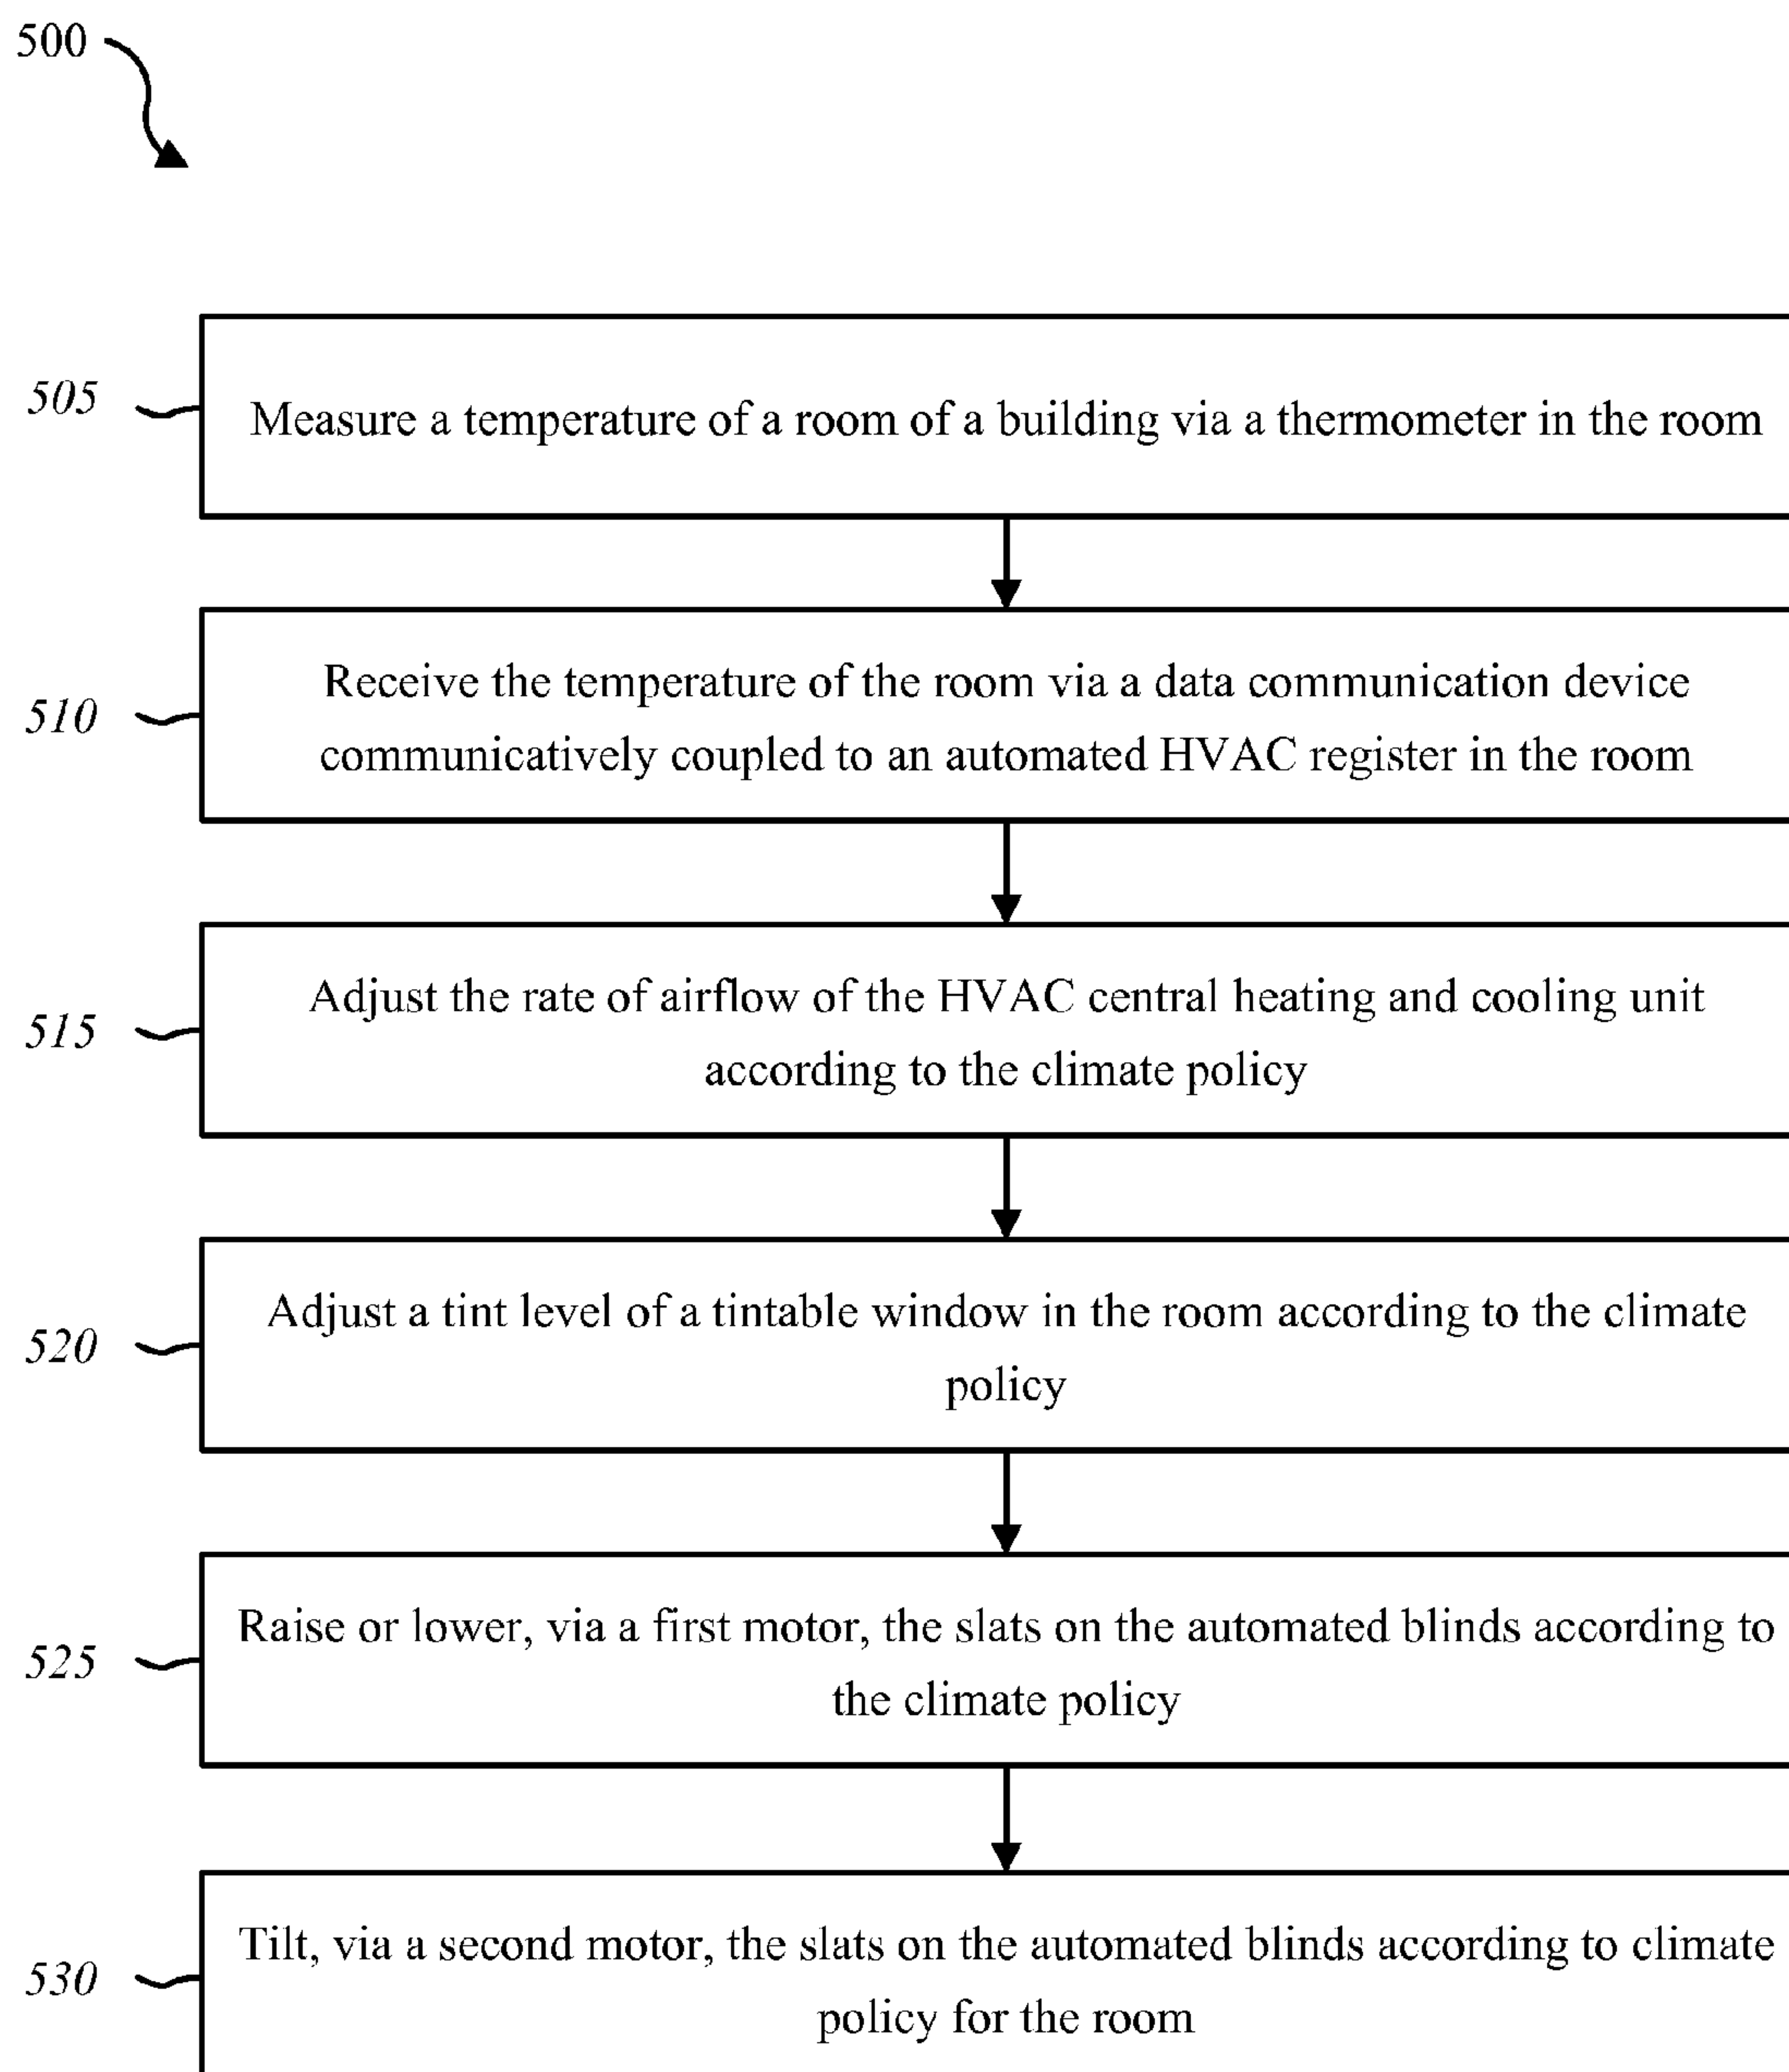 500
505
Measure a temperature of a room of a building via a thermometer in the room
510
Receive the temperature of the room via a data communication device
communicatively coupled to an automated HVAC register in the room
515
Adjust the rate of airflow of the HVAC central heating and cooling unit
according to the climate policy
520
Adjust a tint level of a tintable window in the room according to the climate
policy
525
Raise or lower, via a first motor, the slats on the automated blinds according to
the climate policy
530
Tilt, via a second motor, the slats on the automated blinds according to climate
policy for the room